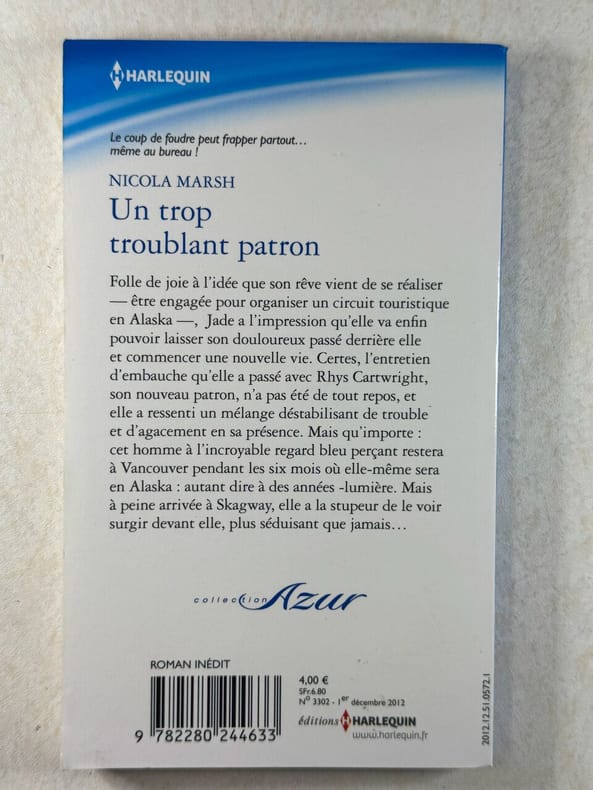 HARLEQUIN
Le coup de foudre peut frapper partout...
même au bureau !
NICOLA MARSH
Un trop
troublant patron
Folle de joie à l'idée que son rêve vient de se réaliser
— être engagée pour organiser un circuit touristique
en Alaska —, Jade a l'impression qu'elle va enfin
pouvoir laisser son douloureux passé derrière elle
et commencer une nouvelle vie. Certes, l'entretien
d'embauche qu'elle a passé avec Rhys Cartwright,
son nouveau patron, n'a pas été de tout repos, et
elle a ressenti un mélange déstabilisant de trouble
et d'agacement en sa présence. Mais qu'importe :
cet homme à l'incroyable regard bleu perçant restera
à Vancouver pendant les six mois où elle-même sera
en Alaska : autant dire à des années -lumière. Mais
à peine arrivée à Skagway, elle a la stupeur de le voir
surgir devant elle, plus séduisant que jamais...
collection Azur
ROMAN INÉDIT
9 782280 244633
4,00 €
SFr.6.80
N° 3302 - 1er décembre 2012
éditions HARLEQUIN
www.harlequin.fr
2012.12.51.0572.1